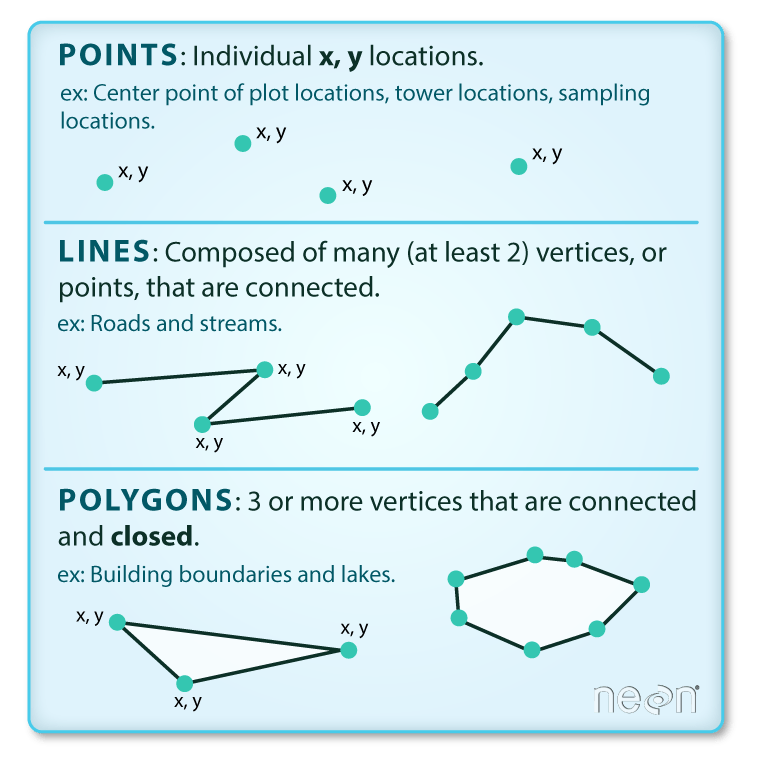 POINTS: Individual x, y locations.
ex: Center point of plot locations, tower locations, sampling
locations.
x, y
x, y
x, y
x, y
LINES: Composed of many (at least 2) vertices, or
points, that are connected.
ex: Roads and streams.
x, y
x, y
x, y
x, y
POLYGONS: 3 or more vertices that are connected
and closed.
ex: Building boundaries and lakes.
x, y
x, y
x, y
neon®